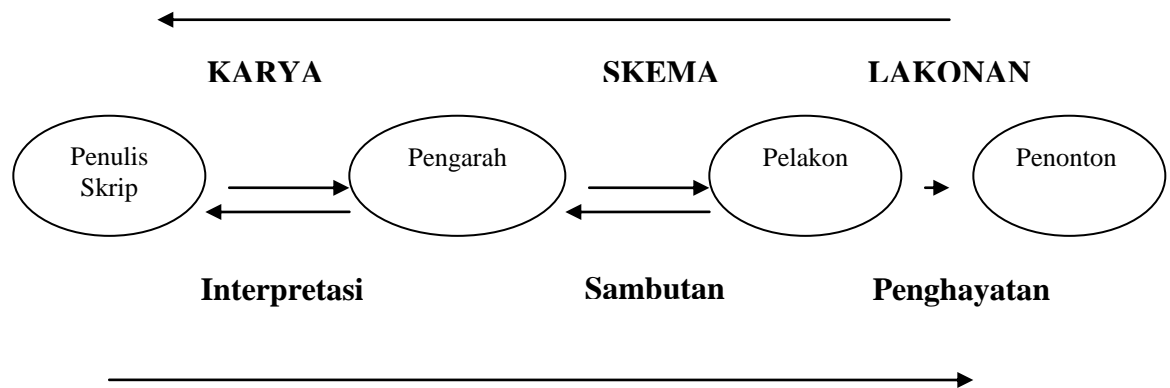 KARYA SKEMA LAKONAN
Penulis
Skrip
Pengarah
Pelakon
Penonton
Interpretasi Sambutan Penghayatan